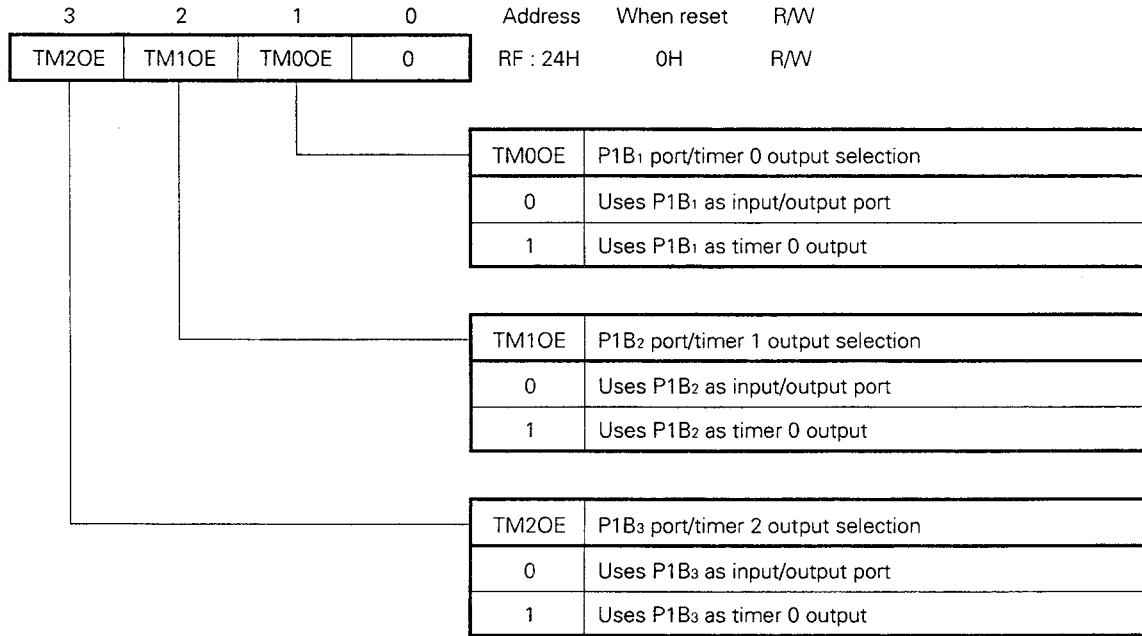 3 2 1 0 Address When reset R/W
TM2OE TM1OE TM0OE 0 RF : 24H 0H R/W
TM0OE P1B₁ port/timer 0 output selection
0 Uses P1B₁ as input/output port
1 Uses P1B₁ as timer 0 output
TM1OE P1B₂ port/timer 1 output selection
0 Uses P1B₂ as input/output port
1 Uses P1B₂ as timer 0 output
TM2OE P1B₃ port/timer 2 output selection
0 Uses P1B₃ as input/output port
1 Uses P1B₃ as timer 0 output